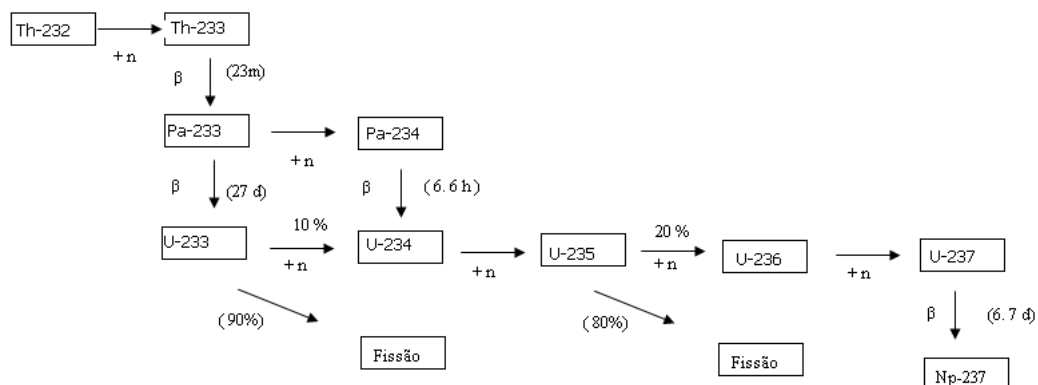 Th-232
Th-233
+ n
β
(23m)
Pa-233
Pa-234
+ n
β
(27 d)
β
(6.6 h)
U-233
10 %
+n
U-234
+n
U-235
20 %
+n
U-236
+n
U-237
(90%)
(80%)
β
(6.7 d)
Fissão
Fissão
Np-237